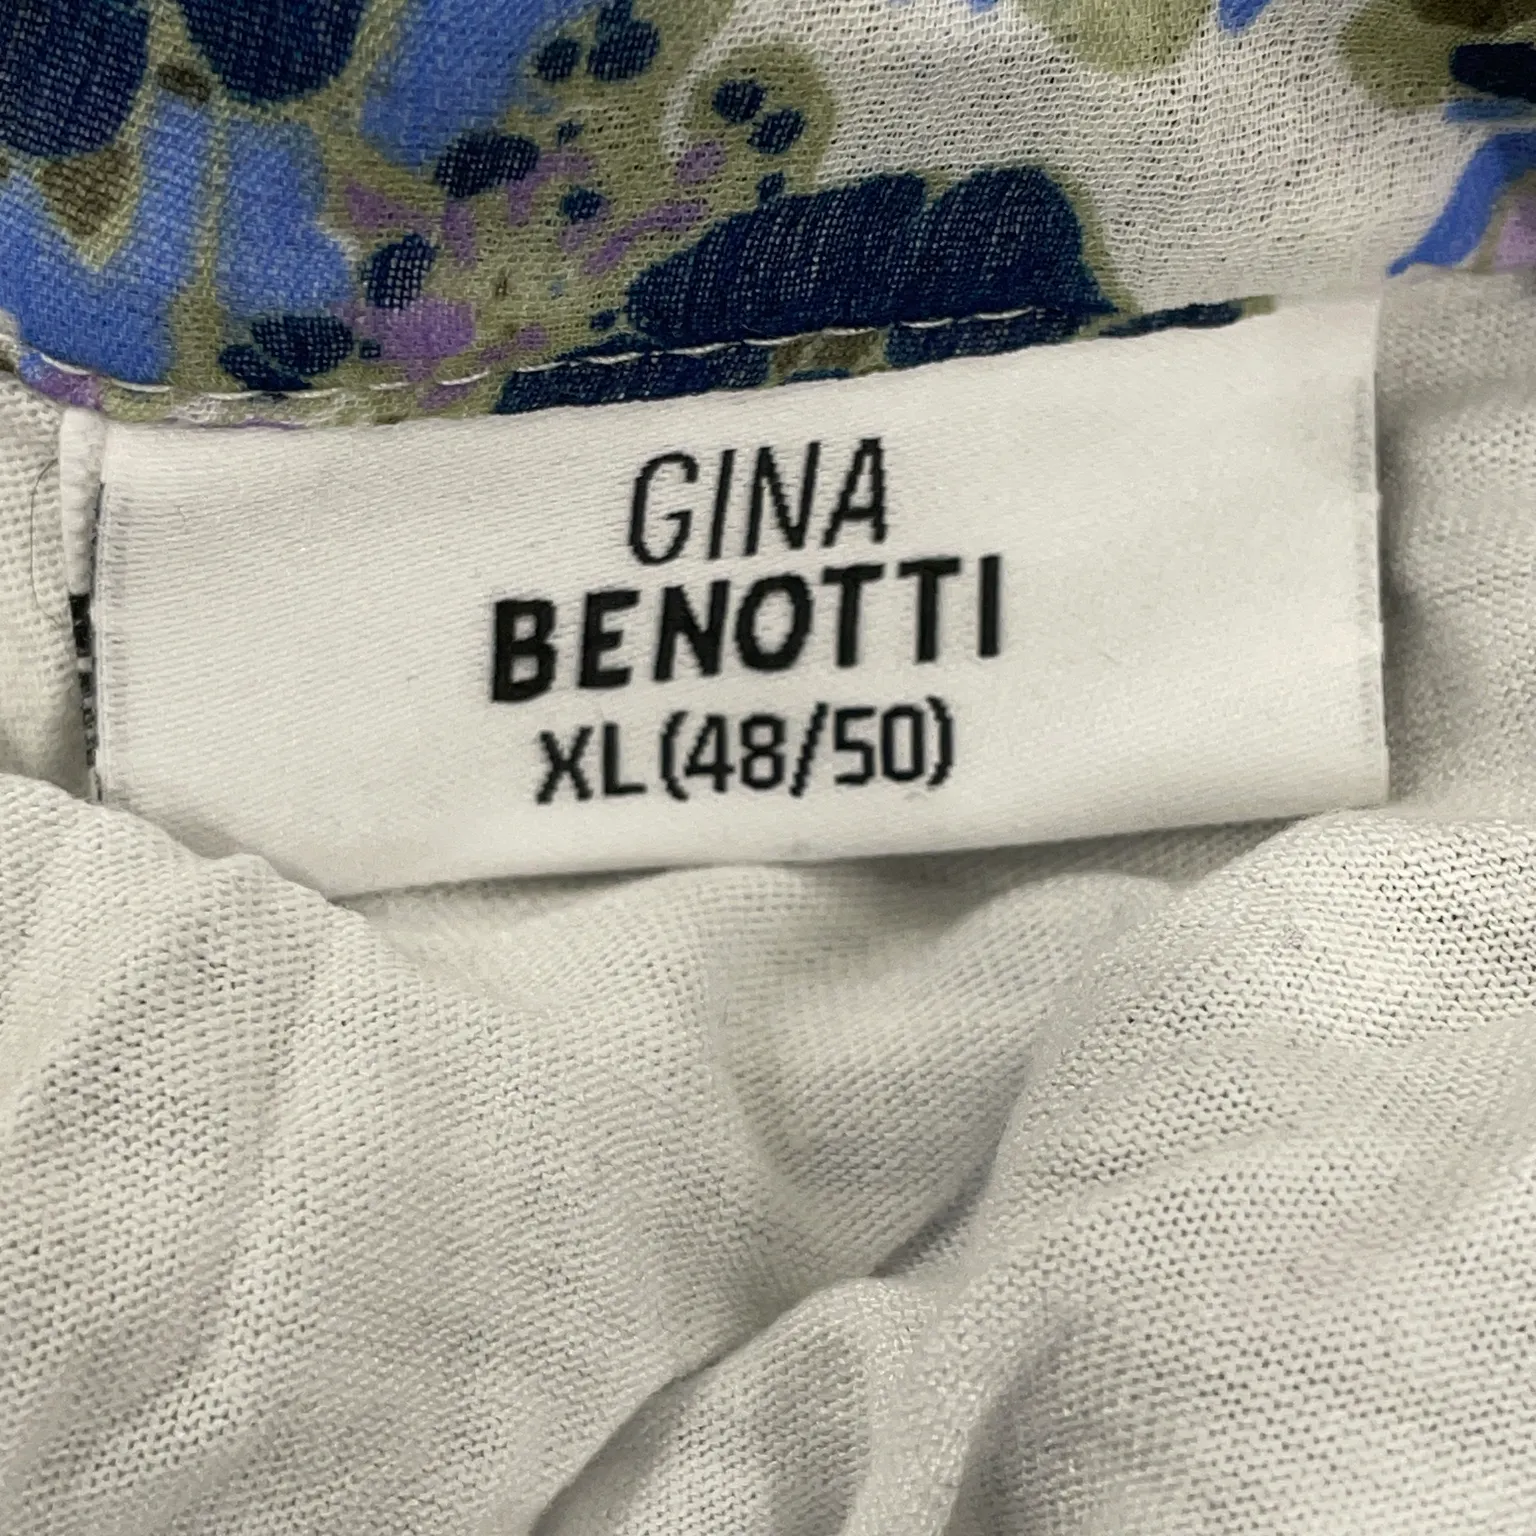 GINA
BENOTTI
XL(48/50)